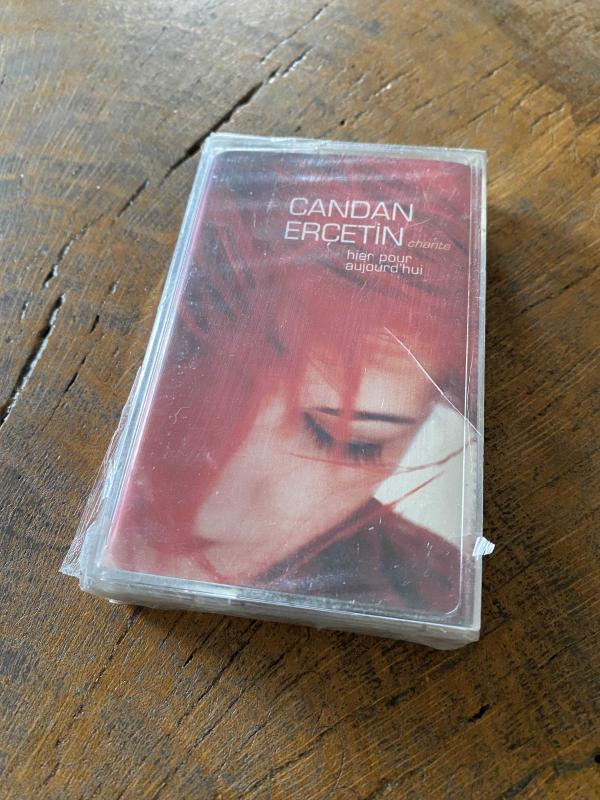 CANDAN
ERÇETİN chante
hier pour
aujourd'hui